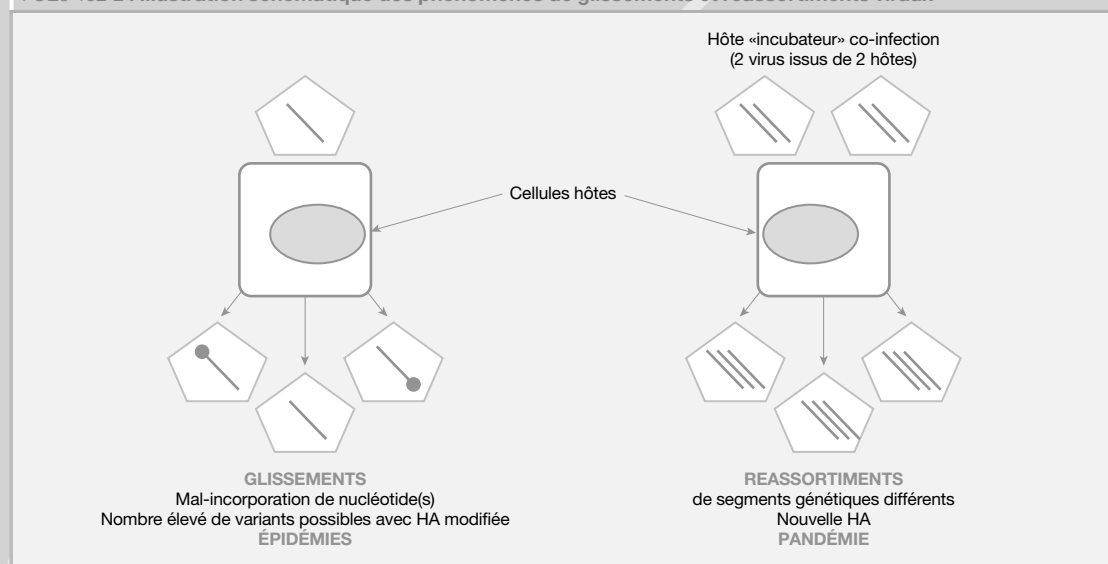 Hôte «incubateur» co-infection
(2 virus issus de 2 hôtes)
Cellules hôtes
GLISSEMENTS
Mal-incorporation de nucléotide(s)
Nombre élevé de variants possibles avec HA modifiée
ÉPIDÉMIES
REASSORTIMENTS
de segments génétiques différents
Nouvelle HA
PANDÉMIE